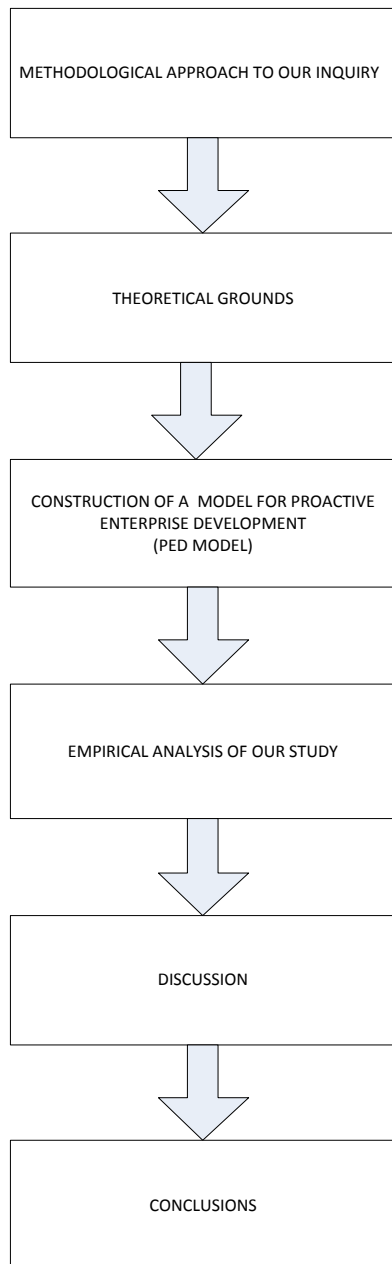 METHODOLOGICAL APPROACH TO OUR INQUIRY
THEORETICAL GROUNDS
CONSTRUCTION OF A MODEL FOR PROACTIVE
ENTERPRISE DEVELOPMENT
(PED MODEL)
EMPIRICAL ANALYSIS OF OUR STUDY
DISCUSSION
CONCLUSIONS